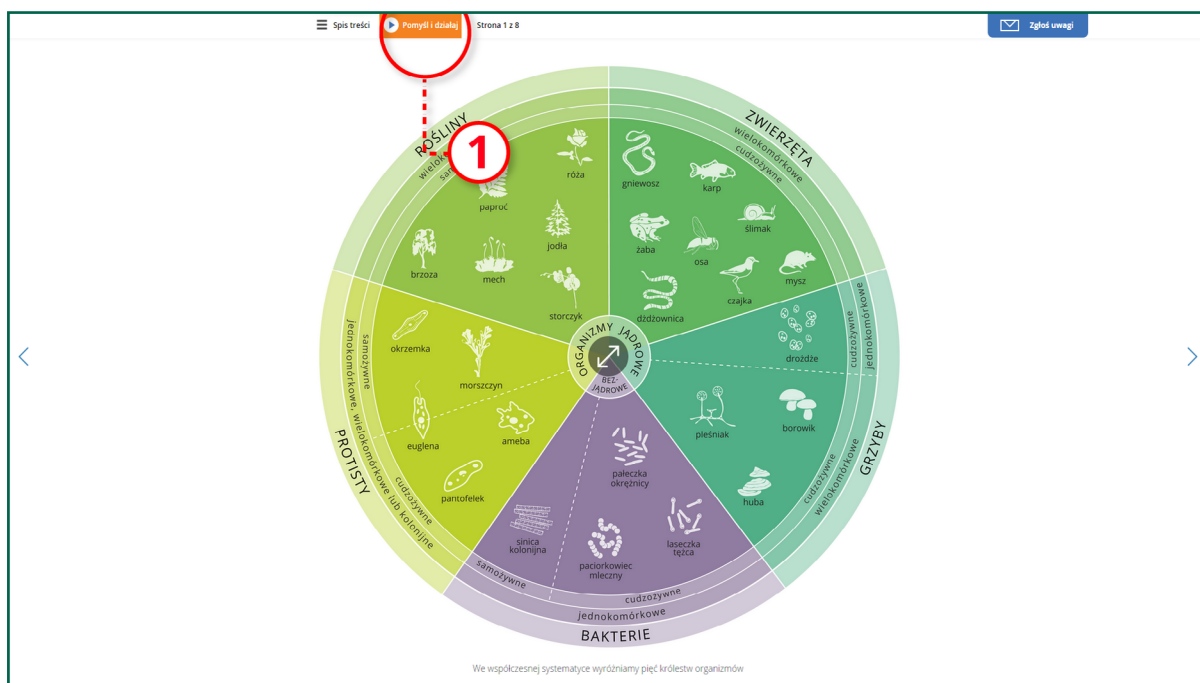 Spis treści
Pomyśl i działaj
Strona 1 z 8
Zgłoś uwagi
1
ROŚLINY
paproć
róża
jodła
brzoza
mech
storczyk
ZWIERZĘTA
wielokomórkowe
cudzożywne
gniewosz
karp
ślimak
żaba
osa
mysz
czajka
dżdżownica
PROTISTY
jednokomórkowe, wielokomórkowe lub kolonijne
samożywne
okrzemka
morszczyn
euglena
ameba
cudzożywne
pantofelek
ORGANIZMY JĄDROWE
BEZ-
JĄDROWE
GRZYBY
cudzożywne
jednokomórkowe
drożdże
pleśniak
borowik
huba
cudzożywne
wielokomórkowe
pałeczka
okrężnicy
sinica
kolonijna
paciorkowiec
mleczny
laseczka
tężca
samożywne
cudzożywne
jednokomórkowe
BAKTERIE
We współczesnej systematyce wyróżniamy pięć królestw organizmów